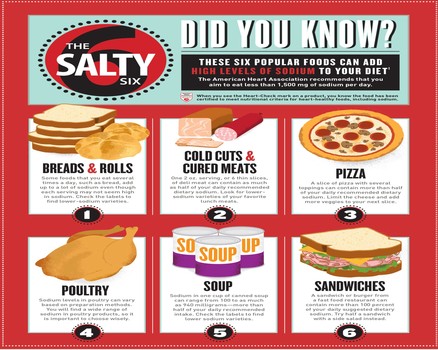 THE
SALTY
SIX
DID YOU KNOW?
THESE SIX POPULAR FOODS CAN ADD
HIGH LEVELS OF SODIUM TO YOUR DIET
The American Heart Association recommends that you
aim to eat less than 1,500 mg of sodium per day.
When you see the Heart-Check mark on a product, you know the food has been
certified to meet nutritional criteria for heart-healthy foods, including sodium.
BREADS & ROLLS
Some foods that you eat several
times a day, such as bread, add
up to a lot of sodium even though
each serving may not seem high
in sodium. Check the labels to
find lower-sodium varieties.
1
COLD CUTS &
CURED MEATS
One 2 oz. serving, or 6 thin slices,
of deli meat can contain as much
as half of your daily recommended
dietary sodium. Look for lower-
sodium varieties of your favorite
lunch meats.
2
PIZZA
A slice of pizza with several
toppings can contain more than half
of your daily recommended dietary
sodium. Limit the cheese and add
more veggies to your next slice.
3
POULTRY
Sodium levels in poultry can vary
based on preparation methods.
You will find a wide range of
sodium in poultry products, so it
is important to choose wisely.
4
SOUP
SOUP
Sodium in one cup of canned soup
can range from 100 to as much
as 940 milligrams—more than
half of your daily recommended
intake. Check the labels to find
lower sodium varieties.
5
SANDWICHES
A sandwich or burger from
a fast food restaurant can
contain more than 100 percent
of your daily suggested dietary
sodium. Try half a sandwich
with a side salad instead.
6